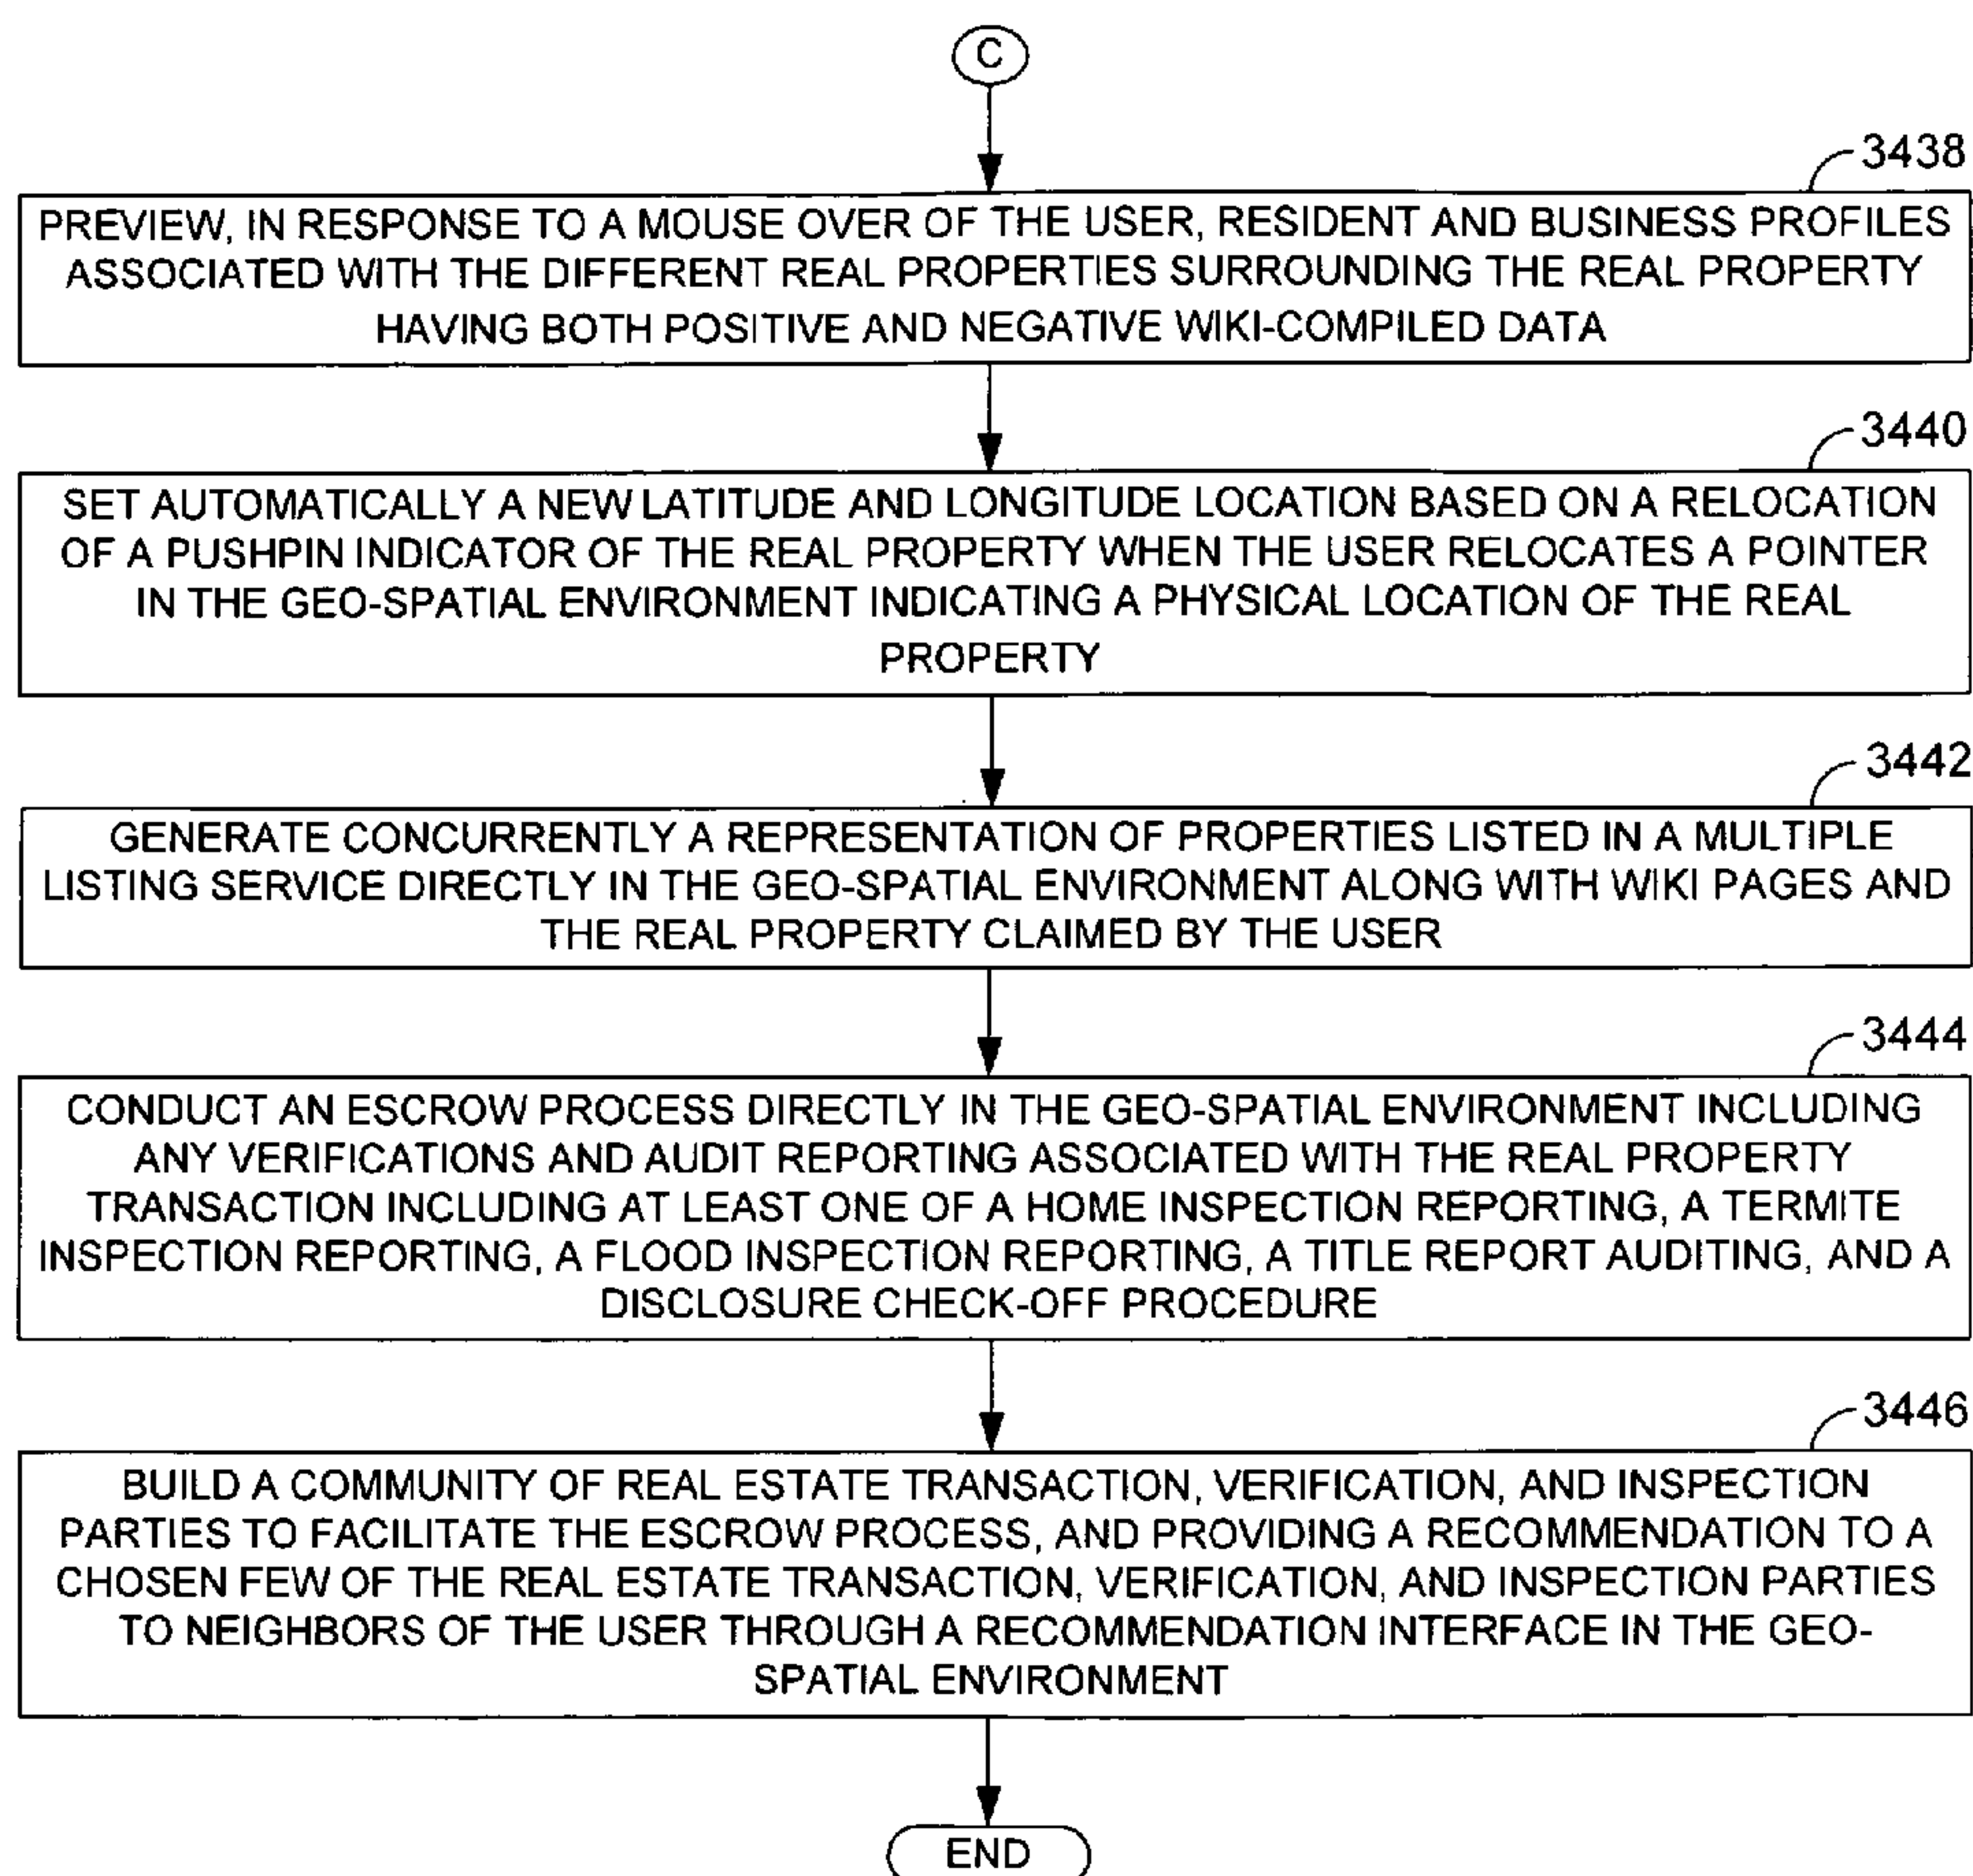 C
3438
PREVIEW, IN RESPONSE TO A MOUSE OVER OF THE USER, RESIDENT AND BUSINESS PROFILES
ASSOCIATED WITH THE DIFFERENT REAL PROPERTIES SURROUNDING THE REAL PROPERTY
HAVING BOTH POSITIVE AND NEGATIVE WIKI-COMPILED DATA
3440
SET AUTOMATICALLY A NEW LATITUDE AND LONGITUDE LOCATION BASED ON A RELOCATION
OF A PUSHPIN INDICATOR OF THE REAL PROPERTY WHEN THE USER RELOCATES A POINTER
IN THE GEO-SPATIAL ENVIRONMENT INDICATING A PHYSICAL LOCATION OF THE REAL
PROPERTY
3442
GENERATE CONCURRENTLY A REPRESENTATION OF PROPERTIES LISTED IN A MULTIPLE
LISTING SERVICE DIRECTLY IN THE GEO-SPATIAL ENVIRONMENT ALONG WITH WIKI PAGES AND
THE REAL PROPERTY CLAIMED BY THE USER
3444
CONDUCT AN ESCROW PROCESS DIRECTLY IN THE GEO-SPATIAL ENVIRONMENT INCLUDING
ANY VERIFICATIONS AND AUDIT REPORTING ASSOCIATED WITH THE REAL PROPERTY
TRANSACTION INCLUDING AT LEAST ONE OF A HOME INSPECTION REPORTING, A TERMITE
INSPECTION REPORTING, A FLOOD INSPECTION REPORTING, A TITLE REPORT AUDITING, AND A
DISCLOSURE CHECK-OFF PROCEDURE
3446
BUILD A COMMUNITY OF REAL ESTATE TRANSACTION, VERIFICATION, AND INSPECTION
PARTIES TO FACILITATE THE ESCROW PROCESS, AND PROVIDING A RECOMMENDATION TO A
CHOSEN FEW OF THE REAL ESTATE TRANSACTION, VERIFICATION, AND INSPECTION PARTIES
TO NEIGHBORS OF THE USER THROUGH A RECOMMENDATION INTERFACE IN THE GEO-
SPATIAL ENVIRONMENT
END